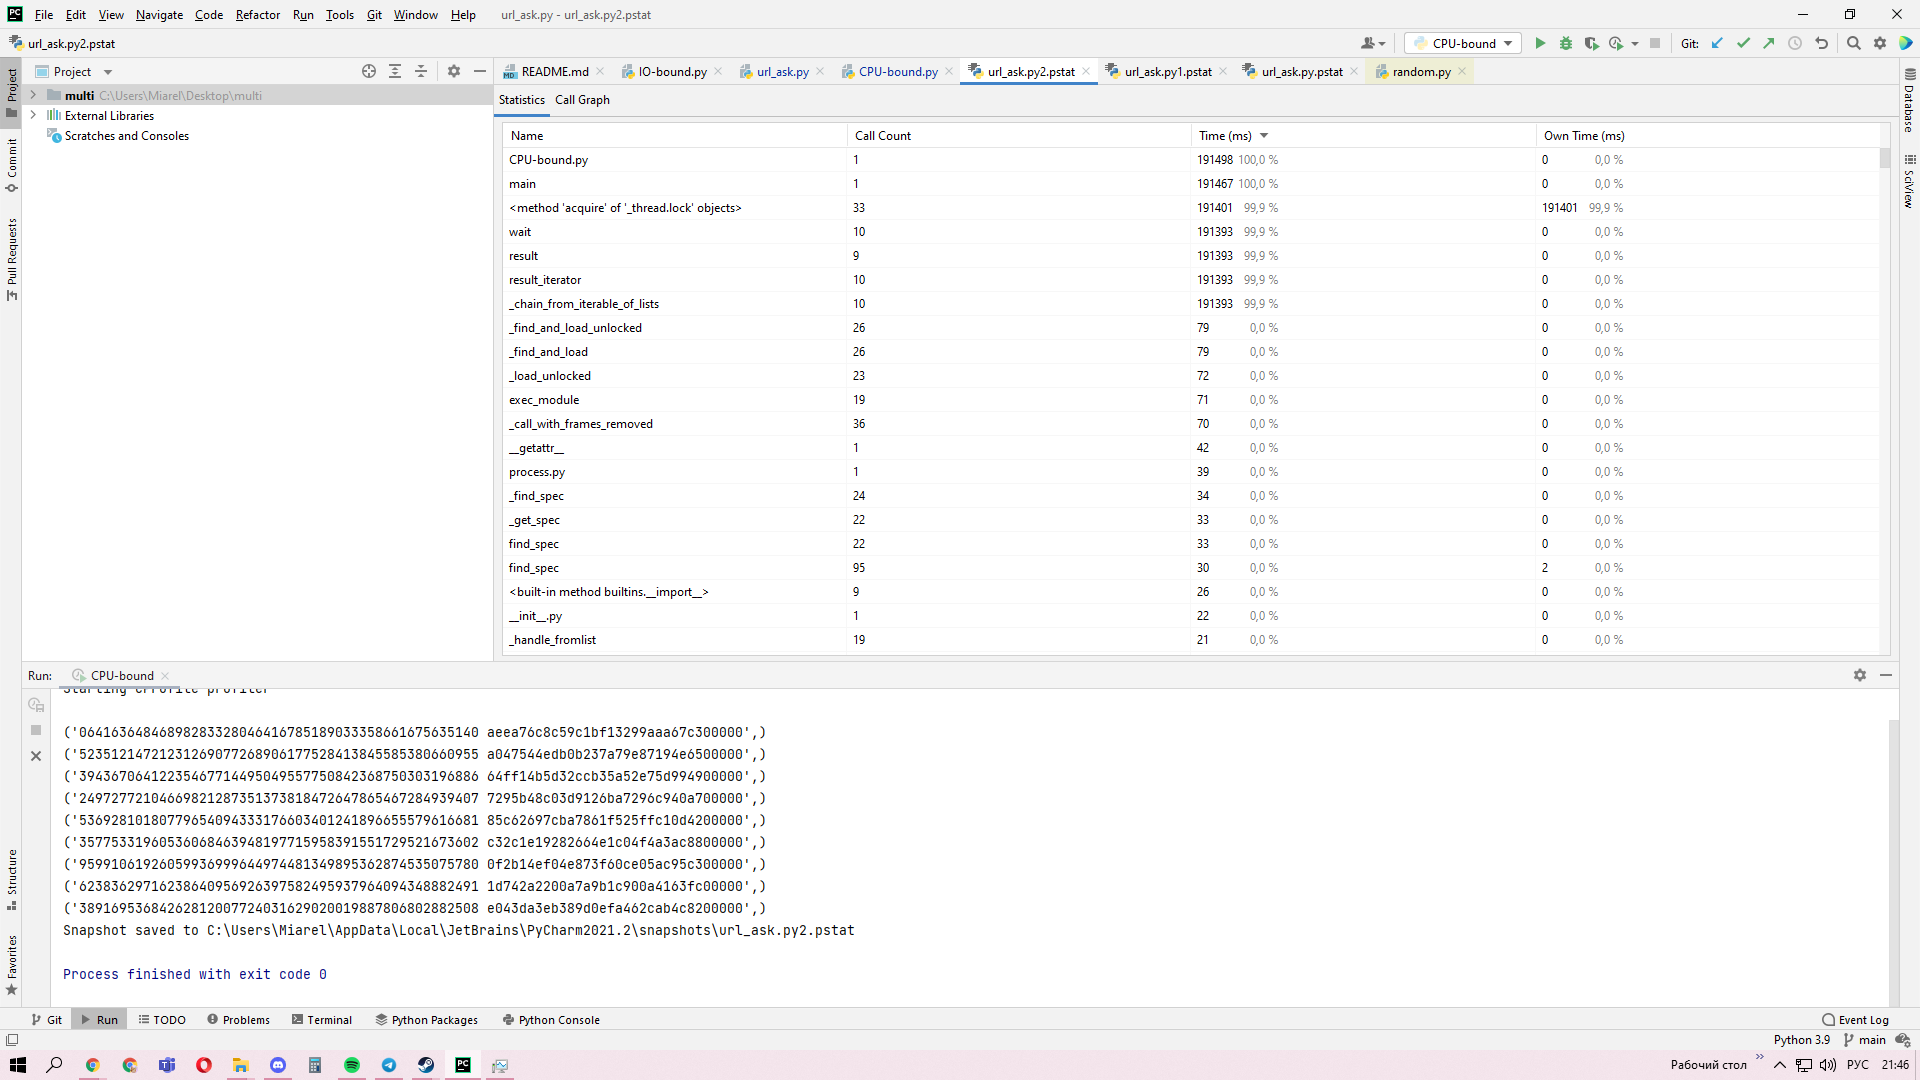 File Edit View Navigate Code Refactor Run Tools Git Window Help url_ask.py - url_ask.py2.pstat
url_ask.py2.pstat CPU-bound Git:
Project README.md IO-bound.py url_ask.py CPU-bound.py url_ask.py2.pstat url_ask.py1.pstat url_ask.py.pstat random.py
multi C:\Users\Miarel\Desktop\multi
External Libraries
Scratches and Consoles
Project
Commit
Pull Requests
Structure
Favorites
Database
SciView
Statistics Call Graph
Name Call Count Time (ms) Own Time (ms)
CPU-bound.py 1 191498 100,0 % 0 0,0 %
main 1 191467 100,0 % 0 0,0 %
<method 'acquire' of '_thread.lock' objects> 33 191401 99,9 % 191401 99,9 %
wait 10 191393 99,9 % 0 0,0 %
result 9 191393 99,9 % 0 0,0 %
result_iterator 10 191393 99,9 % 0 0,0 %
_chain_from_iterable_of_lists 10 191393 99,9 % 0 0,0 %
_find_and_load_unlocked 26 79 0,0 % 0 0,0 %
_find_and_load 26 79 0,0 % 0 0,0 %
_load_unlocked 23 72 0,0 % 0 0,0 %
exec_module 19 71 0,0 % 0 0,0 %
_call_with_frames_removed 36 70 0,0 % 0 0,0 %
__getattr__ 1 42 0,0 % 0 0,0 %
process.py 1 39 0,0 % 0 0,0 %
_find_spec 24 34 0,0 % 0 0,0 %
_get_spec 22 33 0,0 % 0 0,0 %
find_spec 22 33 0,0 % 0 0,0 %
find_spec 95 30 0,0 % 2 0,0 %
<built-in method builtins.__import__> 9 26 0,0 % 0 0,0 %
__init__.py 1 22 0,0 % 0 0,0 %
_handle_fromlist 19 21 0,0 % 0 0,0 %
Run: CPU-bound
Starting cProfile profiler
('06416364846898283328046416785189033358661675635140 aeea76c8c59c1bf13299aaa67c300000',)
('52351214721231269077268906177528413845585380660955 a047544edb0b237a79e87194e6500000',)
('39436706412235467714495049557750842368750303196886 64ff14b5d32ccb35a52e75d994900000',)
('24972772104669821287351373818472647865467284939407 7295b48c03d9126ba7296c940a700000',)
('53692810180779654094333176603401241896655579616681 85c62697cba7861f525ffc10d4200000',)
('35775331960536068463948197715958391551729521673602 c32c1e19282664e1c04f4a3ac8800000',)
('95991061926059936999644974481349895362874535075780 0f2b14ef04e873f60ce05ac95c300000',)
('62383629716238640956926397582495937964094348882491 1d742a2200a7a9b1c900a4163fc00000',)
('38916953684262812007724031629020019887806802882508 e043da3eb389d0efa462cab4c8200000',)
Snapshot saved to C:\Users\Miarel\AppData\Local\JetBrains\PyCharm2021.2\snapshots\url_ask.py2.pstat
Process finished with exit code 0
Git Run TODO Problems Terminal Python Packages Python Console Event Log
Python 3.9 main
Рабочий стол РУС 21:46